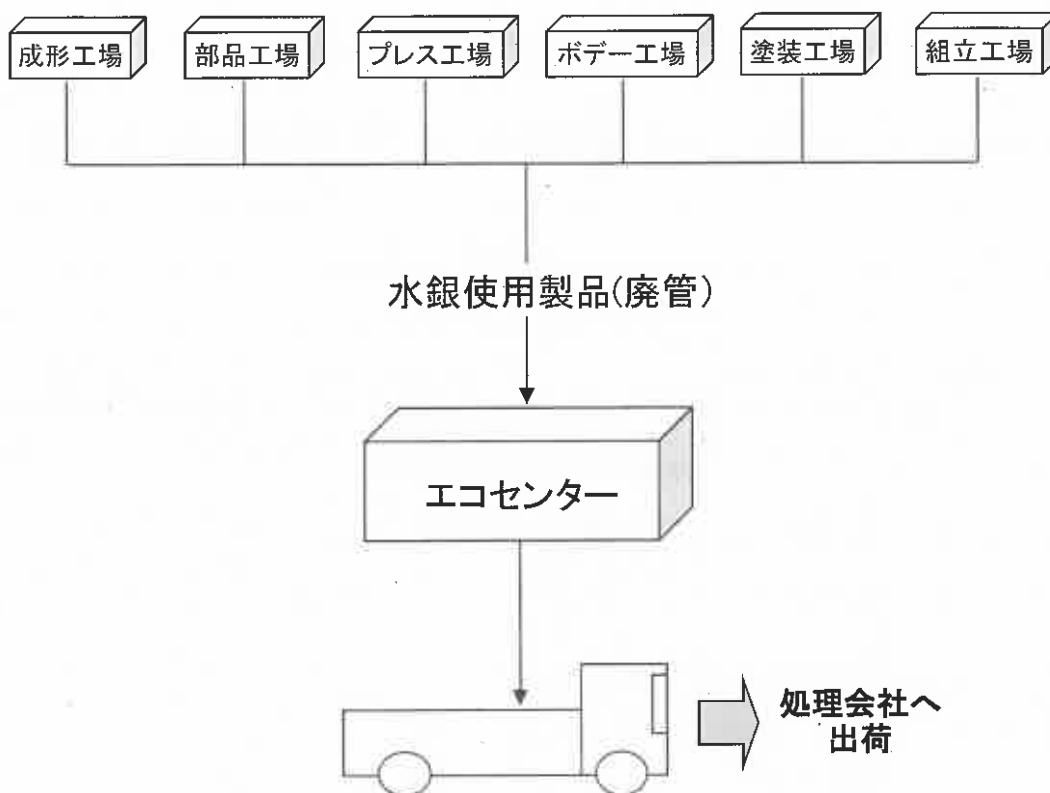 成形工場
部品工場
プレス工場
ボデー工場
塗装工場
組立工場
水銀使用製品(廃管)
エコセンター
処理会社へ
出荷